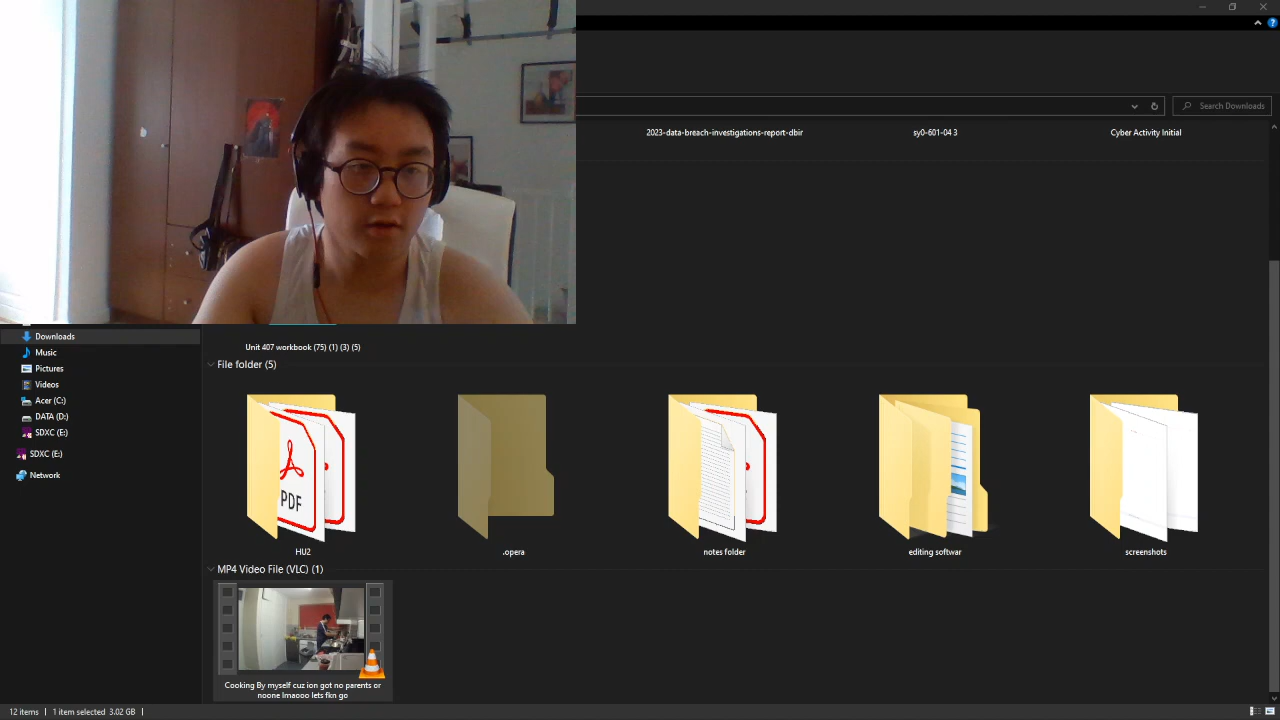 Search Downloads
2023-data-breach-investigations-report-dbir
sy0-601-04 3
Cyber Activity Initial
Downloads
Music
Pictures
Videos
Acer (C:)
DATA (D:)
SDXC (E:)
SDXC (E:)
Network
Unit 407 workbook (75) (1) (3) (5)
File folder (5)
PDF
HU2
.opera
notes folder
editing softwar
screenshots
MP4 Video File (VLC) (1)
Cooking By myself cuz ion got no parents or
noone lmaooo lets fkn go
12 items
1 item selected 3.02 GB